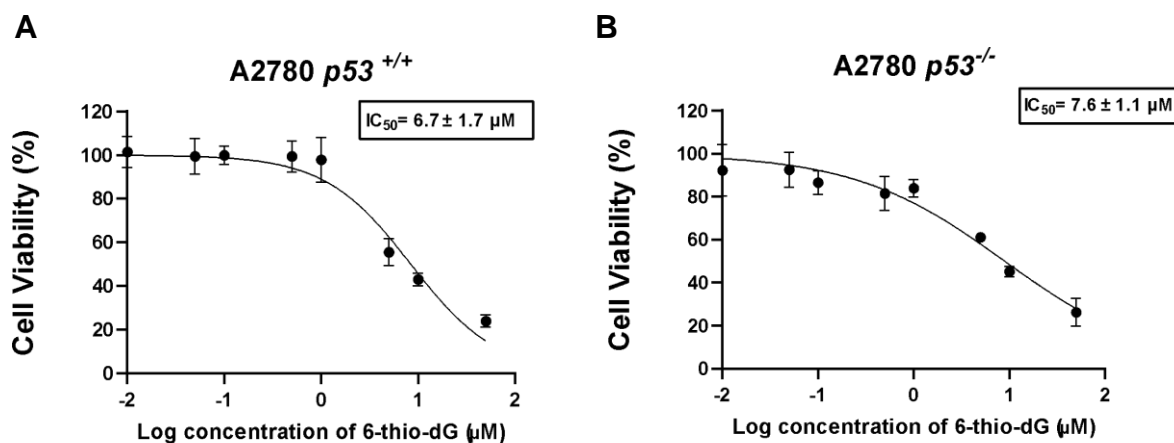 A
A2780 p53 +/+
IC50= 6.7 ± 1.7 µM
Cell Viability (%)
120
100
80
60
40
20
0
-2 -1 0 1 2
Log concentration of 6-thio-dG (µM)
B
A2780 p53-/-
IC50= 7.6 ± 1.1 µM
Cell Viability (%)
120
100
80
60
40
20
0
-2 -1 0 1 2
Log concentration of 6-thio-dG (µM)